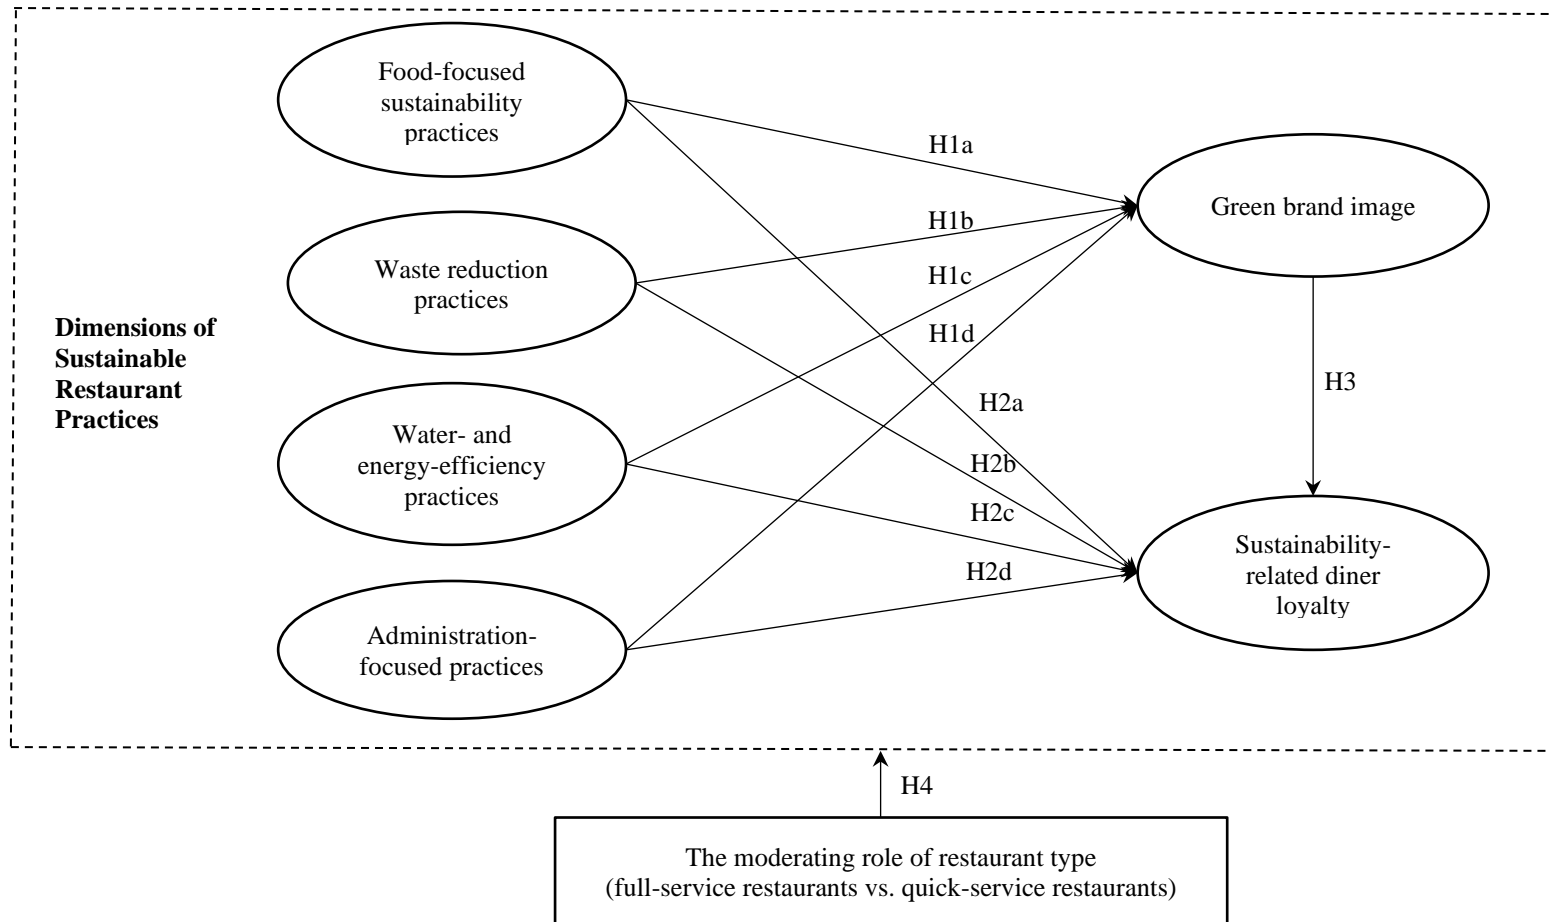 Food-focused
sustainability
practices
H1a
Green brand image
H1b
Waste reduction
practices
H1c
Dimensions of
Sustainable
Restaurant
Practices
H1d
H3
H2a
Water- and
energy-efficiency
practices
H2b
H2c
Sustainability-
related diner
loyalty
H2d
Administration-
focused practices
H4
The moderating role of restaurant type
(full-service restaurants vs. quick-service restaurants)